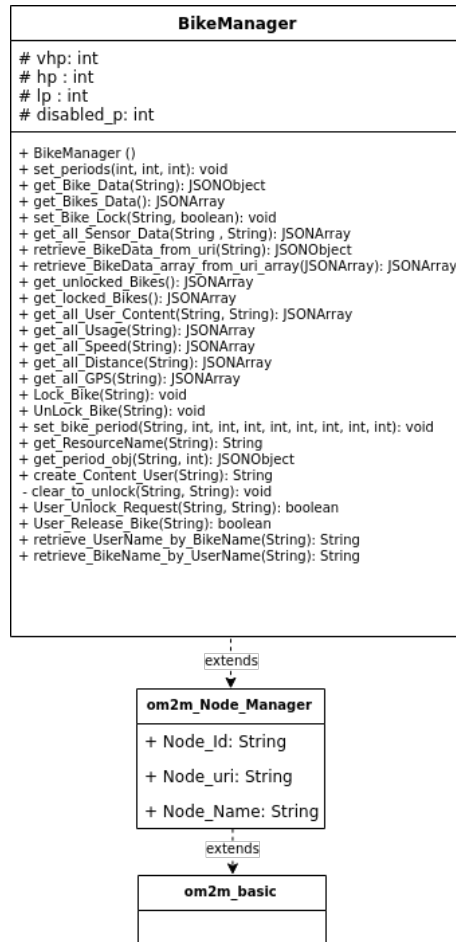 BikeManager
# vhp: int
# hp : int
# lp : int
# disabled_p: int
+ BikeManager ()
+ set_periods(int, int, int): void
+ get_Bike_Data(String): JSONObject
+ get_Bikes_Data(): JSONArray
+ set_Bike_Lock(String, boolean): void
+ get_all_Sensor_Data(String , String): JSONArray
+ retrieve_BikeData_from_uri(String): JSONObject
+ retrieve_BikeData_array_from_uri_array(JSONArray): JSONArray
+ get_unlocked_Bikes(): JSONArray
+ get_locked_Bikes(): JSONArray
+ get_all_User_Content(String, String): JSONArray
+ get_all_Usage(String): JSONArray
+ get_all_Speed(String): JSONArray
+ get_all_Distance(String): JSONArray
+ get_all_GPS(String): JSONArray
+ Lock_Bike(String): void
+ UnLock_Bike(String): void
+ set_bike_period(String, int, int, int, int, int, int, int, int): void
+ get_ResourceName(String): String
+ get_period_obj(String, int): JSONObject
+ create_Content_User(String): String
- clear_to_unlock(String, String): void
+ User_Unlock_Request(String, String): boolean
+ User_Release_Bike(String): boolean
+ retrieve_UserName_by_BikeName(String): String
+ retrieve_BikeName_by_UserName(String): String
extends
om2m_Node_Manager
+ Node_Id: String
+ Node_uri: String
+ Node_Name: String
extends
om2m_basic